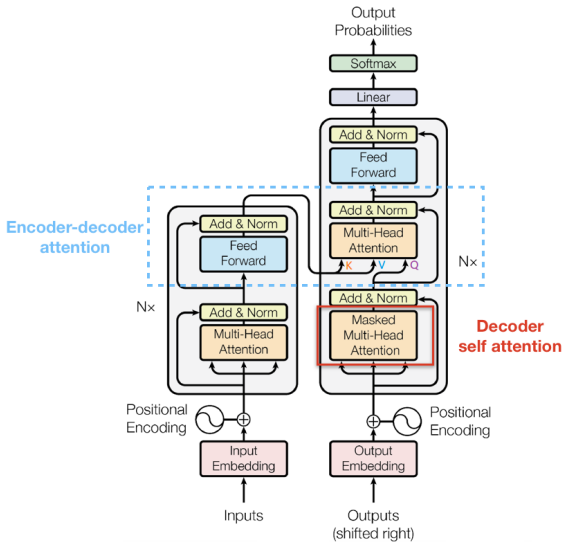 Output
Probabilities
Softmax
Linear
Add & Norm
Feed
Forward
Add & Norm
Multi-Head
Attention
K
V
Q
N×
Add & Norm
Masked
Multi-Head
Attention
Encoder-decoder
attention
Decoder
self attention
Add & Norm
Feed
Forward
N×
Add & Norm
Multi-Head
Attention
Positional
Encoding
Positional
Encoding
Input
Embedding
Output
Embedding
Inputs
Outputs
(shifted right)